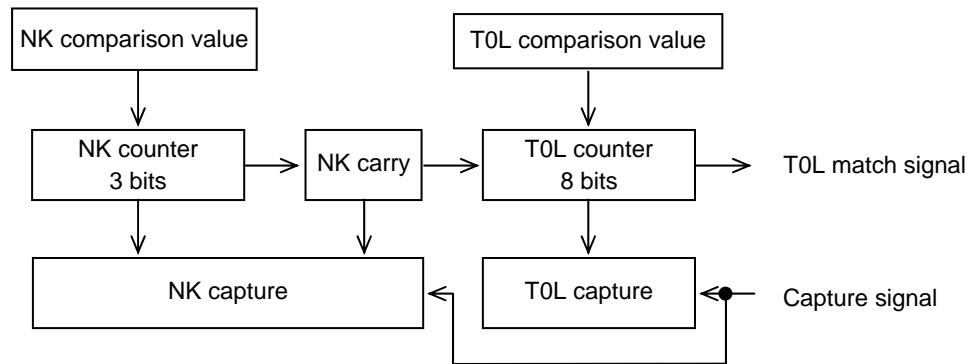 NK comparison value
T0L comparison value
NK counter
3 bits
NK carry
T0L counter
8 bits
T0L match signal
NK capture
T0L capture
Capture signal